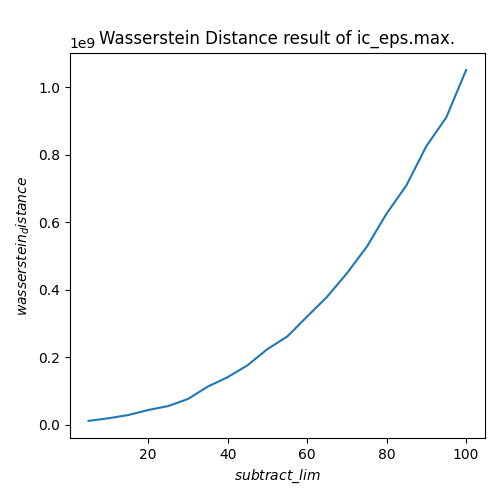 Wasserstein Distance result of ic_eps.max.
1e9
1.0
0.8
0.6
0.4
0.2
0.0
wasserstein_distance
20 40 60 80 100
subtract_lim